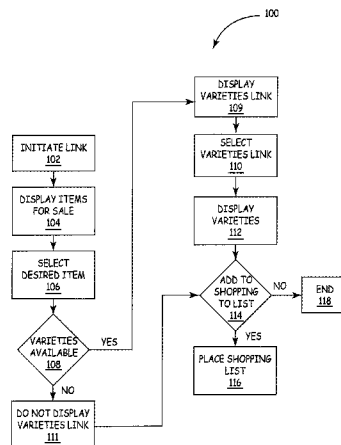 100
INITIATE LINK
102
DISPLAY ITEMS
FOR SALE
104
SELECT
DESIRED ITEM
106
VARIETIES
AVAILABLE
108
YES
NO
DO NOT DISPLAY
VARIETIES LINK
111
DISPLAY
VARIETIES LINK
109
SELECT
VARIETIES LINK
110
DISPLAY
VARIETIES
112
ADD TO
SHOPPING
TO LIST
114
NO
END
118
YES
PLACE SHOPPING
LIST
116